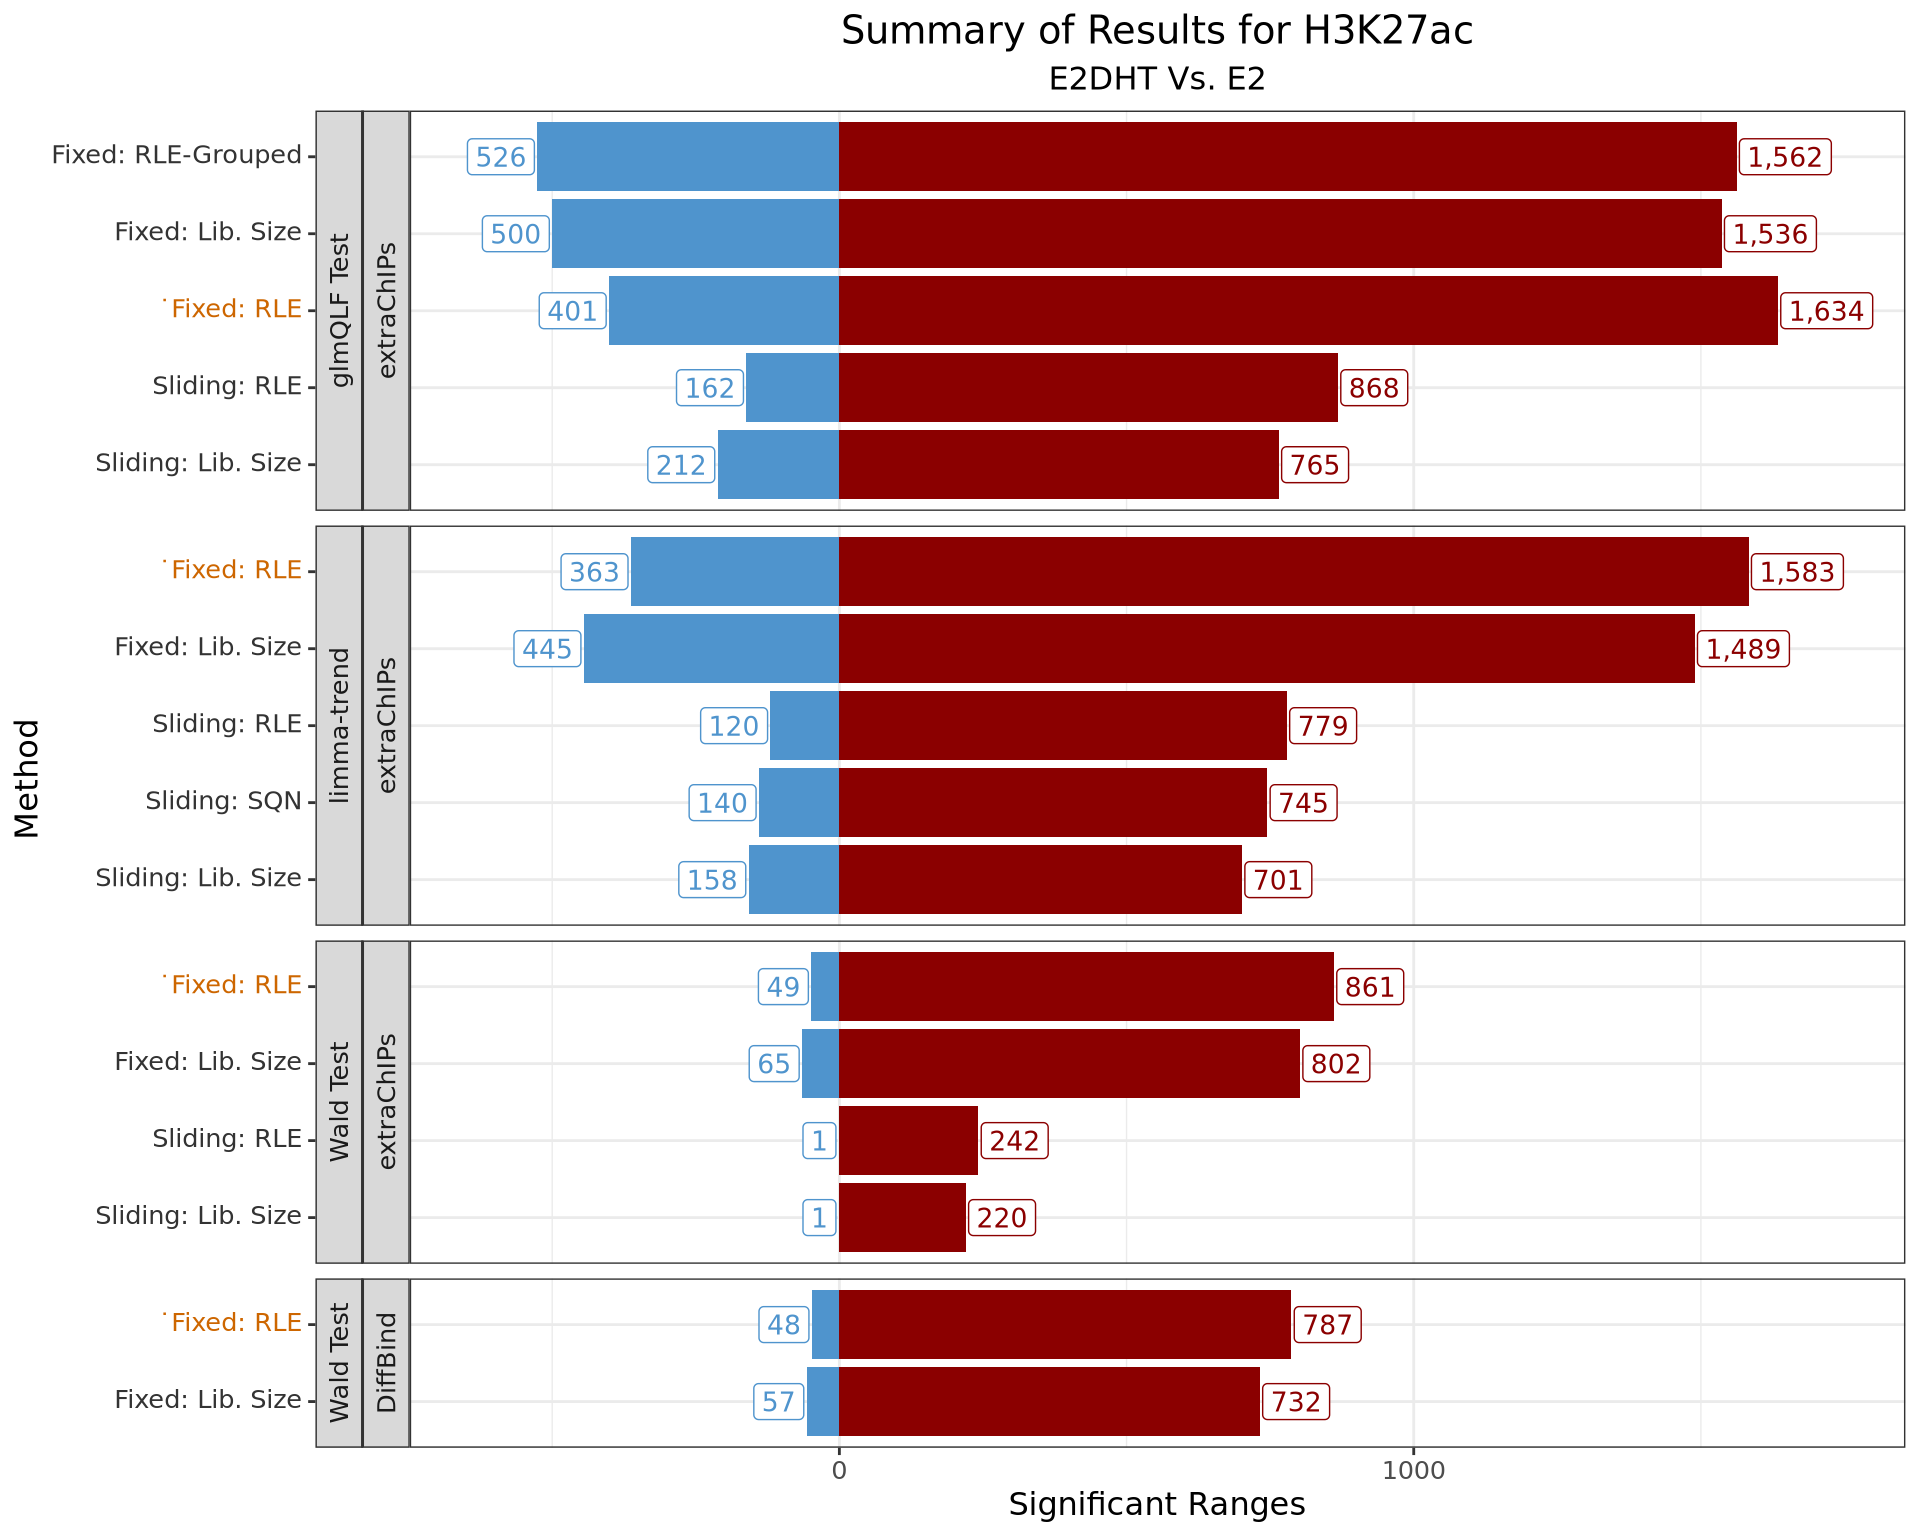 Summary of Results for H3K27ac
E2DHT Vs. E2
Method
glmQLF Test
extraChIPs
Fixed: RLE-Grouped 526 1,562
Fixed: Lib. Size 500 1,536
˙Fixed: RLE 401 1,634
Sliding: RLE 162 868
Sliding: Lib. Size 212 765
limma-trend
extraChIPs
˙Fixed: RLE 363 1,583
Fixed: Lib. Size 445 1,489
Sliding: RLE 120 779
Sliding: SQN 140 745
Sliding: Lib. Size 158 701
Wald Test
extraChIPs
˙Fixed: RLE 49 861
Fixed: Lib. Size 65 802
Sliding: RLE 1 242
Sliding: Lib. Size 1 220
Wald Test
DiffBind
˙Fixed: RLE 48 787
Fixed: Lib. Size 57 732
0 1000
Significant Ranges